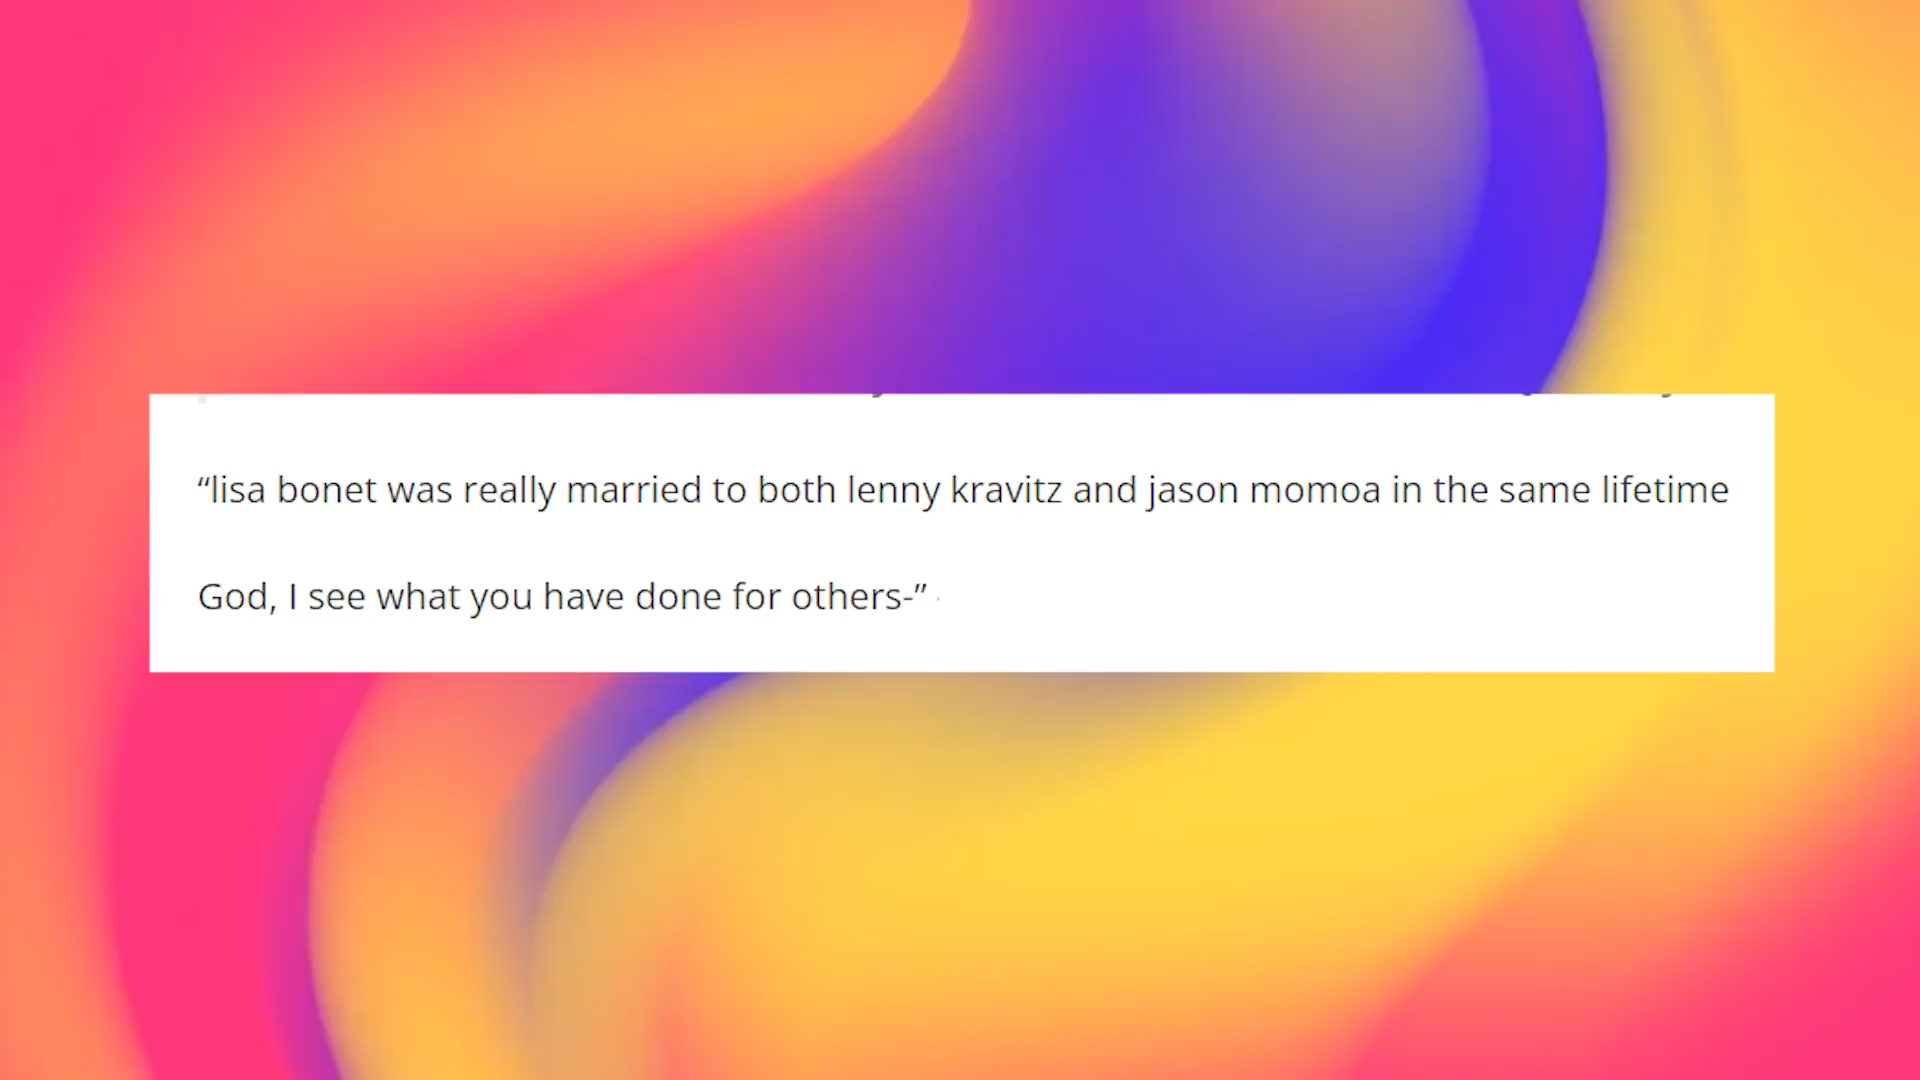 “lisa bonet was really married to both lenny kravitz and jason momoa in the same lifetime
God, I see what you have done for others-”